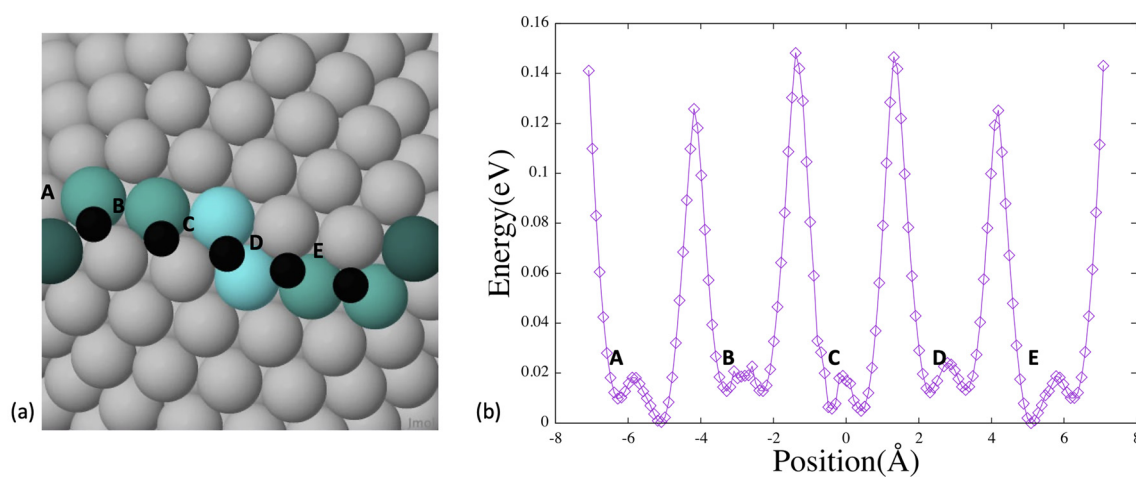 A
B
C
D
E
Jmol
(a)
0.16
0.14
0.12
0.1
0.08
0.06
0.04
0.02
0
Energy(eV)
A
B
C
D
E
-8
-6
-4
-2
0
2
4
6
8
Position(Å)
(b)